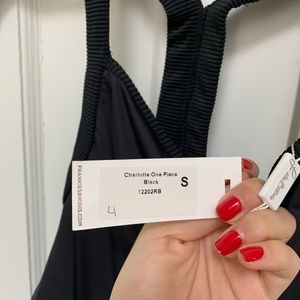 FRANKIESBIKINIS.COM
Charlotte One Piece
Black
S
12202RB
4